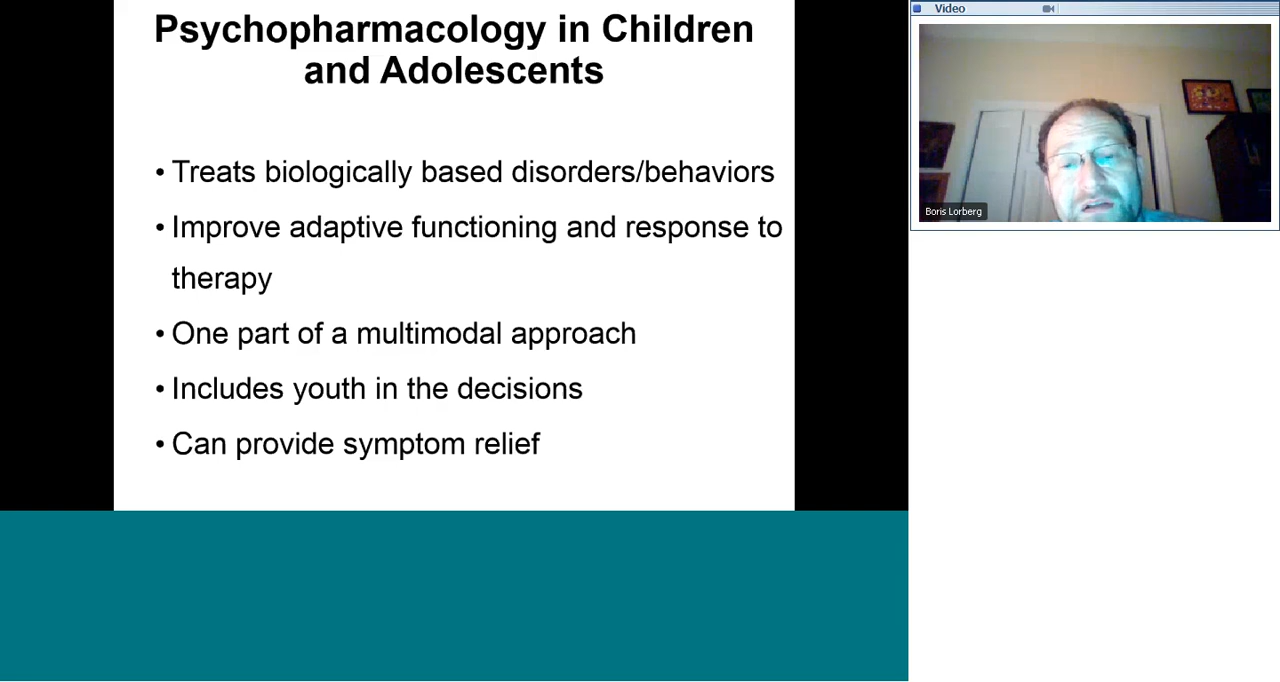 Psychopharmacology in Children
and Adolescents
• Treats biologically based disorders/behaviors
• Improve adaptive functioning and response to
therapy
• One part of a multimodal approach
• Includes youth in the decisions
• Can provide symptom relief
Video
Boris Lorberg